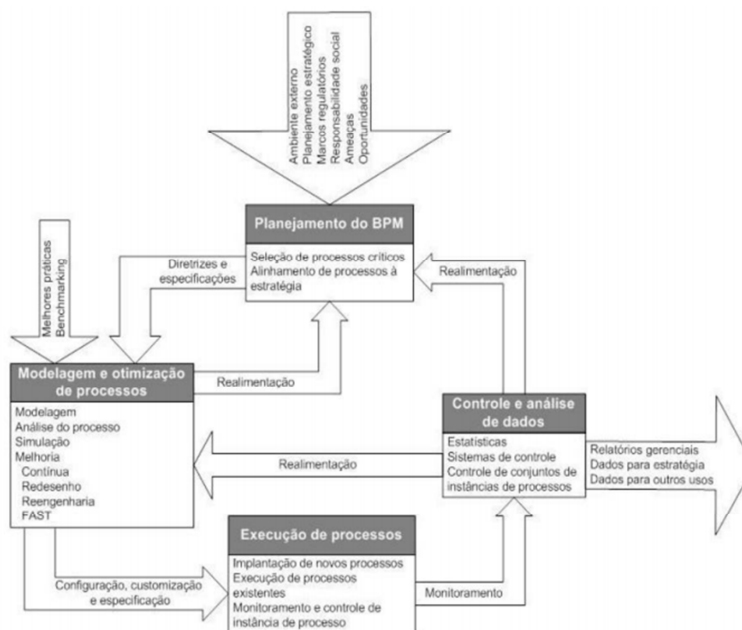 Ambiente externo
Planejamento estratégico
Marcos regulatórios
Responsabilidade social
Ameaças
Oportunidades
Planejamento do BPM
Seleção de processos críticos
Alinhamento de processos à
estratégia
Diretrizes e
especificações
Realimentação
Melhores práticas
Benchmarking
Modelagem e otimização
de processos
Modelagem
Análise do processo
Simulação
Melhoria
Contínua
Redesenho
Reengenharia
FAST
Realimentação
Controle e análise
de dados
Estatísticas
Sistemas de controle
Controle de conjuntos de
instâncias de processos
Relatórios gerenciais
Dados para estratégia
Dados para outros usos
Realimentação
Execução de processos
Implantação de novos processos
Execução de processos
existentes
Monitoramento e controle de
instância de processo
Configuração, customização
e especificação
Monitoramento